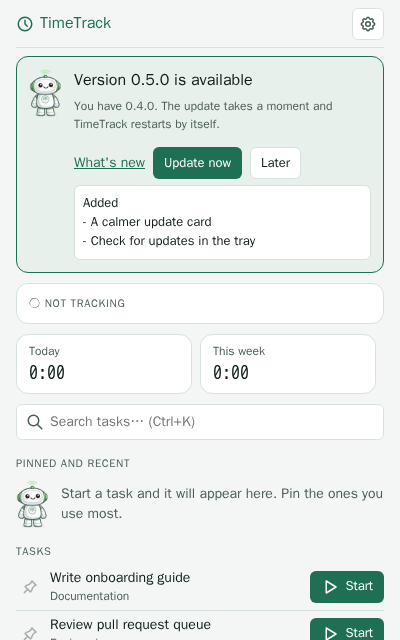 TimeTrack
Version 0.5.0 is available
You have 0.4.0. The update takes a moment and
TimeTrack restarts by itself.
What's new
Update now
Later
Added
- A calmer update card
- Check for updates in the tray
NOT TRACKING
Today
This week
0:00
0:00
Search tasks··· (Ctrl+K)
PINNED AND RECENT
Start a task and it will appear here. Pin the ones you
use most.
TASKS
Write onboarding guide
Documentation
Start
Review pull request queue
Start